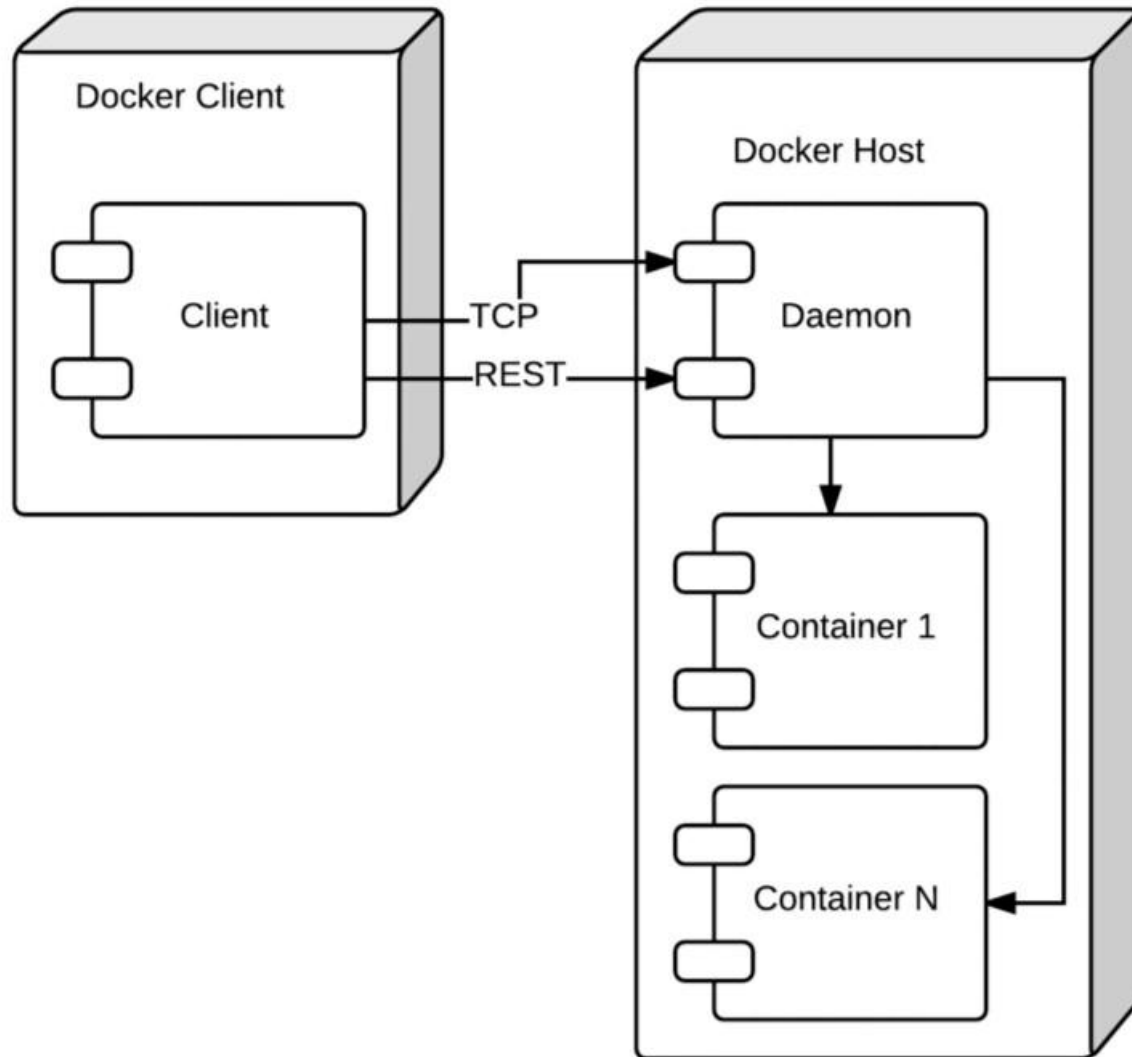 Docker Client
Client
TCP
REST
Docker Host
Daemon
Container 1
Container N